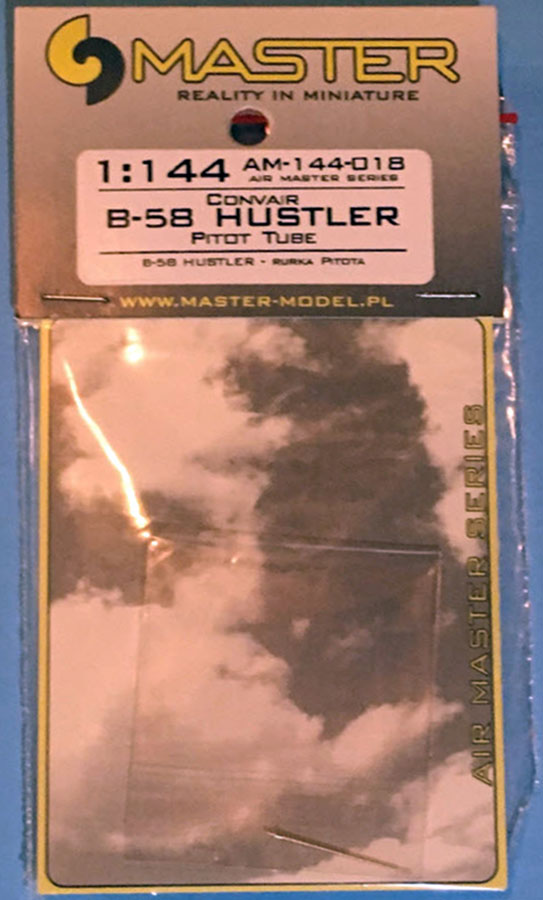 MASTER
REALITY IN MINIATURE
1:144 AM-144-018
AIR MASTER SERIES
CONVAIR
B-58 HUSTLER
PITOT TUBE
B-58 HUSTLER - RURKA PITOTA
WWW.MASTER-MODEL.PL
AIR MASTER SERIES